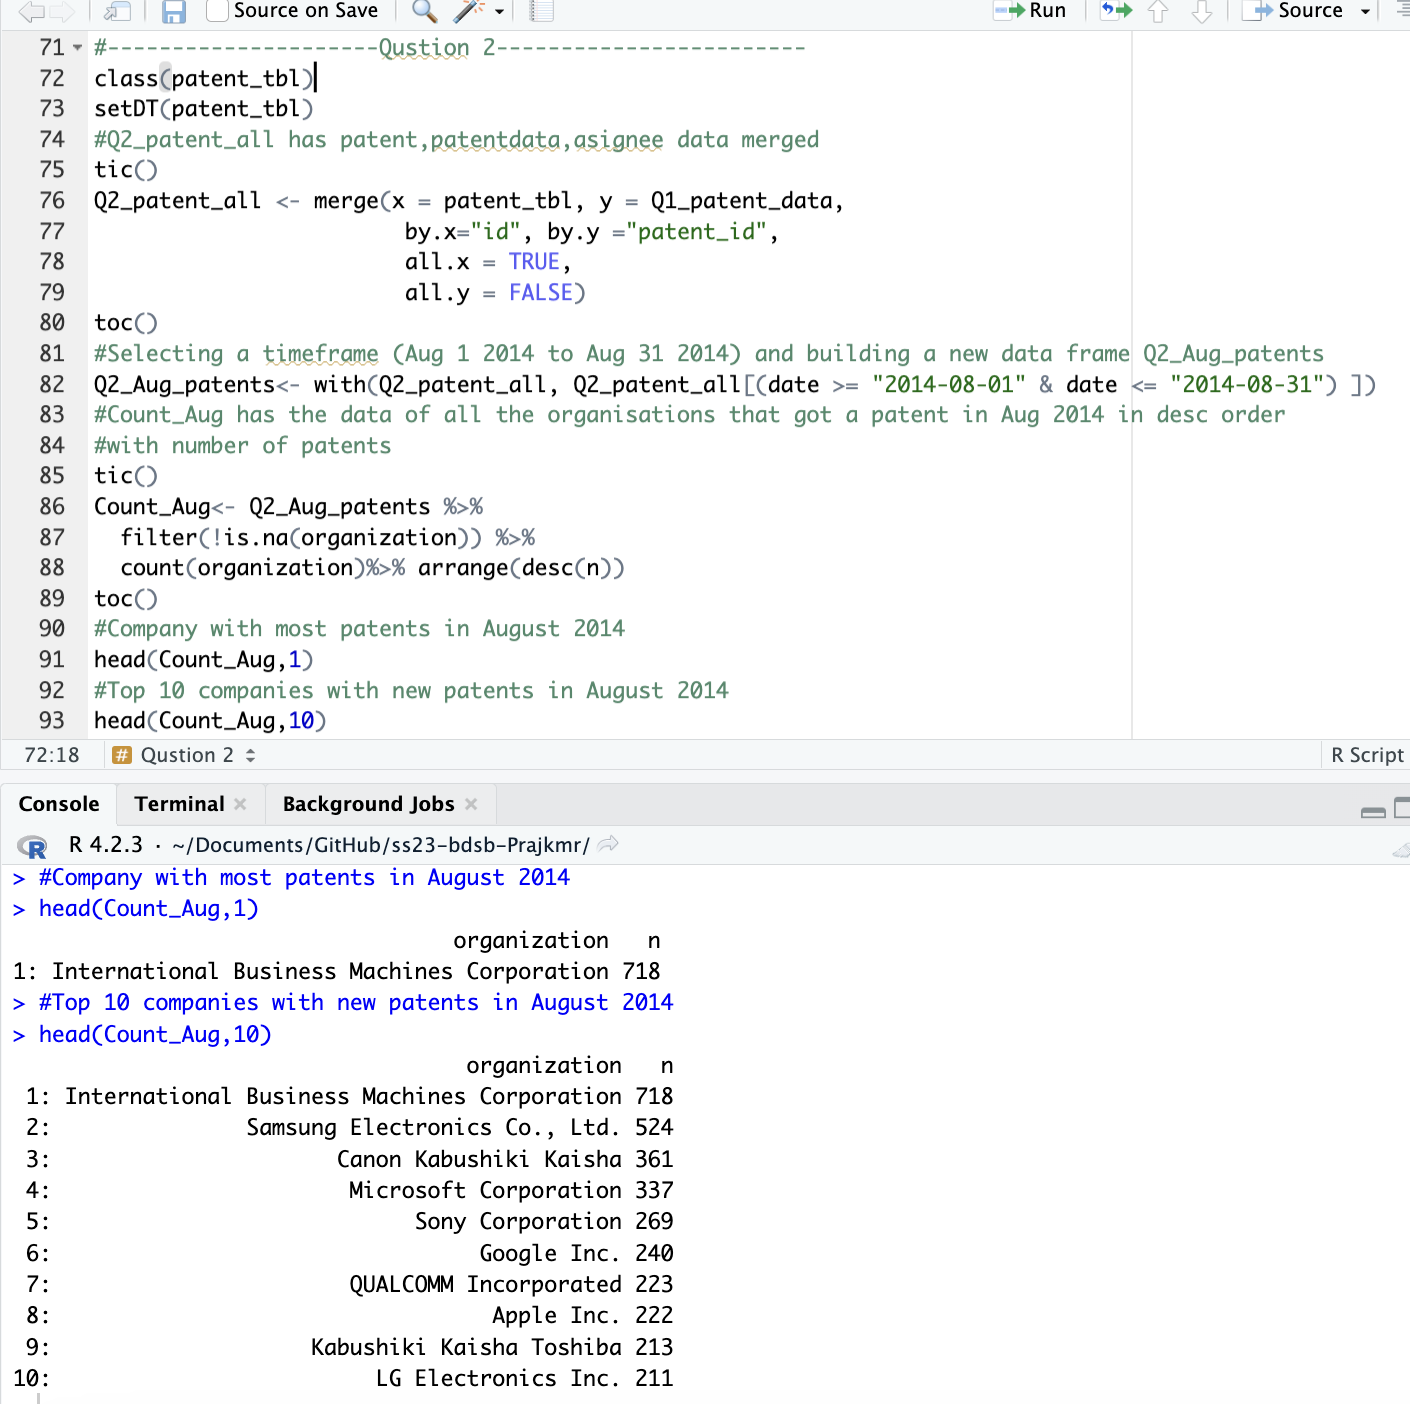 Source on Save Run Source
71 #---------------------Qustion 2------------------------
72 class(patent_tbl)
73 setDT(patent_tbl)
74 #Q2_patent_all has patent,patentdata,asignee data merged
75 tic()
76 Q2_patent_all <- merge(x = patent_tbl, y = Q1_patent_data,
77 by.x="id", by.y ="patent_id",
78 all.x = TRUE,
79 all.y = FALSE)
80 toc()
81 #Selecting a timeframe (Aug 1 2014 to Aug 31 2014) and building a new data frame Q2_Aug_patents
82 Q2_Aug_patents<- with(Q2_patent_all, Q2_patent_all[(date >= "2014-08-01" & date <= "2014-08-31") ])
83 #Count_Aug has the data of all the organisations that got a patent in Aug 2014 in desc order
84 #with number of patents
85 tic()
86 Count_Aug<- Q2_Aug_patents %>%
87 filter(!is.na(organization)) %>%
88 count(organization)%>% arrange(desc(n))
89 toc()
90 #Company with most patents in August 2014
91 head(Count_Aug,1)
92 #Top 10 companies with new patents in August 2014
93 head(Count_Aug,10)
72:18 # Qustion 2 R Script
Console Terminal Background Jobs
R R 4.2.3 · ~/Documents/GitHub/ss23-bdsb-Prajkmr/
> #Company with most patents in August 2014
> head(Count_Aug,1)
organization n
1: International Business Machines Corporation 718
> #Top 10 companies with new patents in August 2014
> head(Count_Aug,10)
organization n
1: International Business Machines Corporation 718
2: Samsung Electronics Co., Ltd. 524
3: Canon Kabushiki Kaisha 361
4: Microsoft Corporation 337
5: Sony Corporation 269
6: Google Inc. 240
7: QUALCOMM Incorporated 223
8: Apple Inc. 222
9: Kabushiki Kaisha Toshiba 213
10: LG Electronics Inc. 211